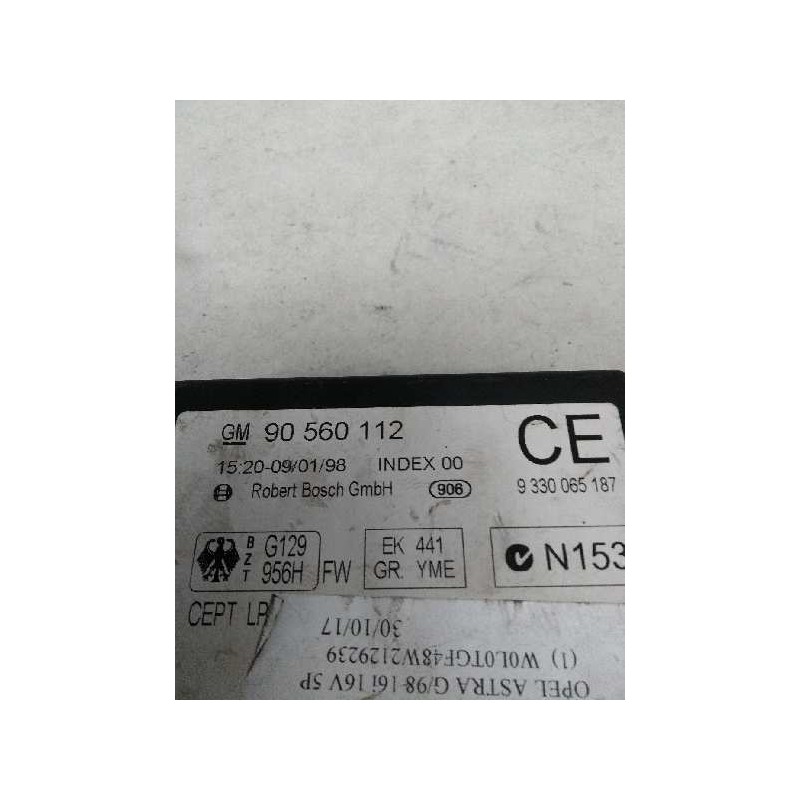 GM 90 560 112
CE
15:20-09/01/98 INDEX 00
Robert Bosch GmbH 906
9 330 065 187
BZT G129 956H
FW
EK 441
GR. YME
N153
CEPT LP
OPEL ASTRA G/98-16i 16V 5P
(1) W0L0TGF48W2129239
30/10/17